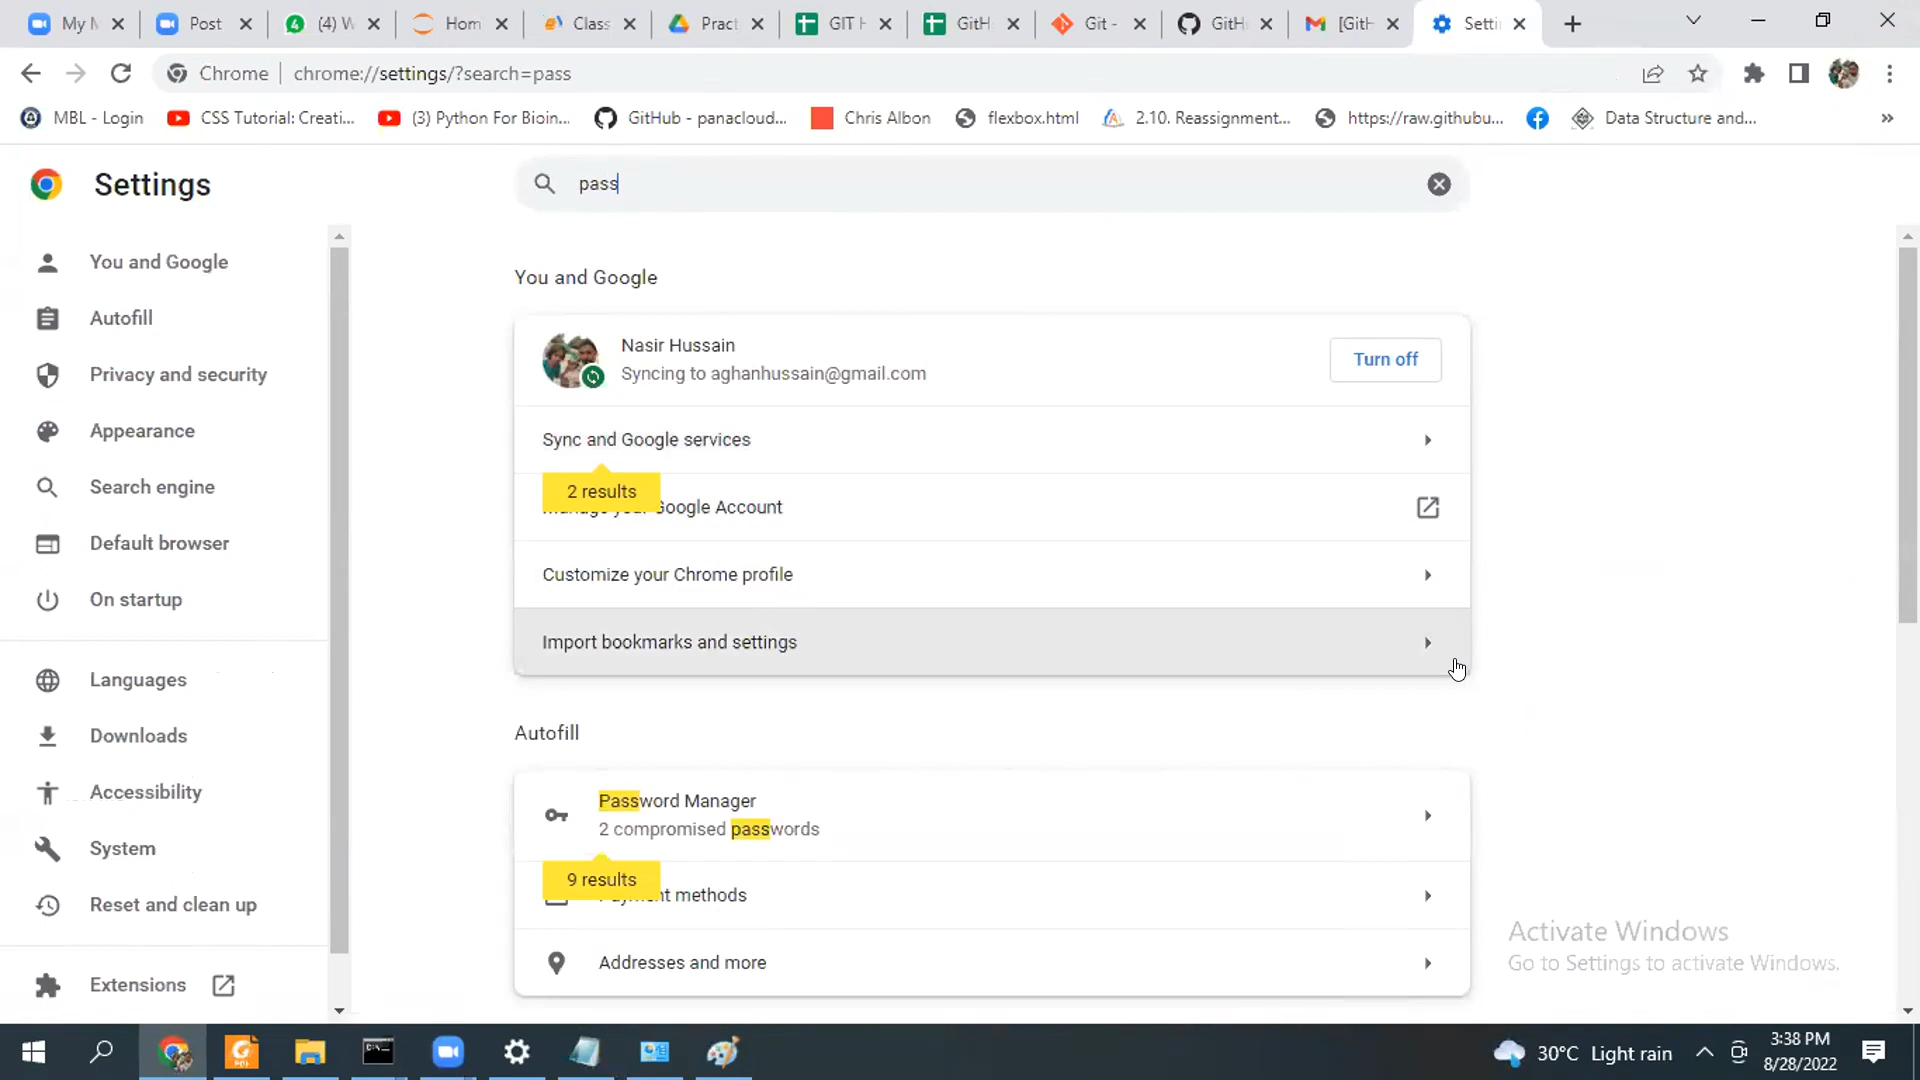 My M
Post
(4) W
Hom
Class
Pract
GIT H
GitH
Git -
GitH
[GitH
Setti
Chrome
chrome://settings/?search=pass
MBL - Login
CSS Tutorial: Creati...
(3) Python For Bioin...
GitHub - panacloud...
Chris Albon
flexbox.html
2.10. Reassignment...
https://raw.githubu...
Data Structure and...
»
Settings
pass
You and Google
Autofill
Privacy and security
Appearance
Search engine
Default browser
On startup
Languages
Downloads
Accessibility
System
Reset and clean up
Extensions
You and Google
Nasir Hussain
Syncing to aghanhussain@gmail.com
Turn off
Sync and Google services
2 results
Google Account
Customize your Chrome profile
Import bookmarks and settings
Autofill
Password Manager
2 compromised passwords
9 results
methods
Addresses and more
Activate Windows
Go to Settings to activate Windows.
30°C Light rain
3:38 PM
8/28/2022